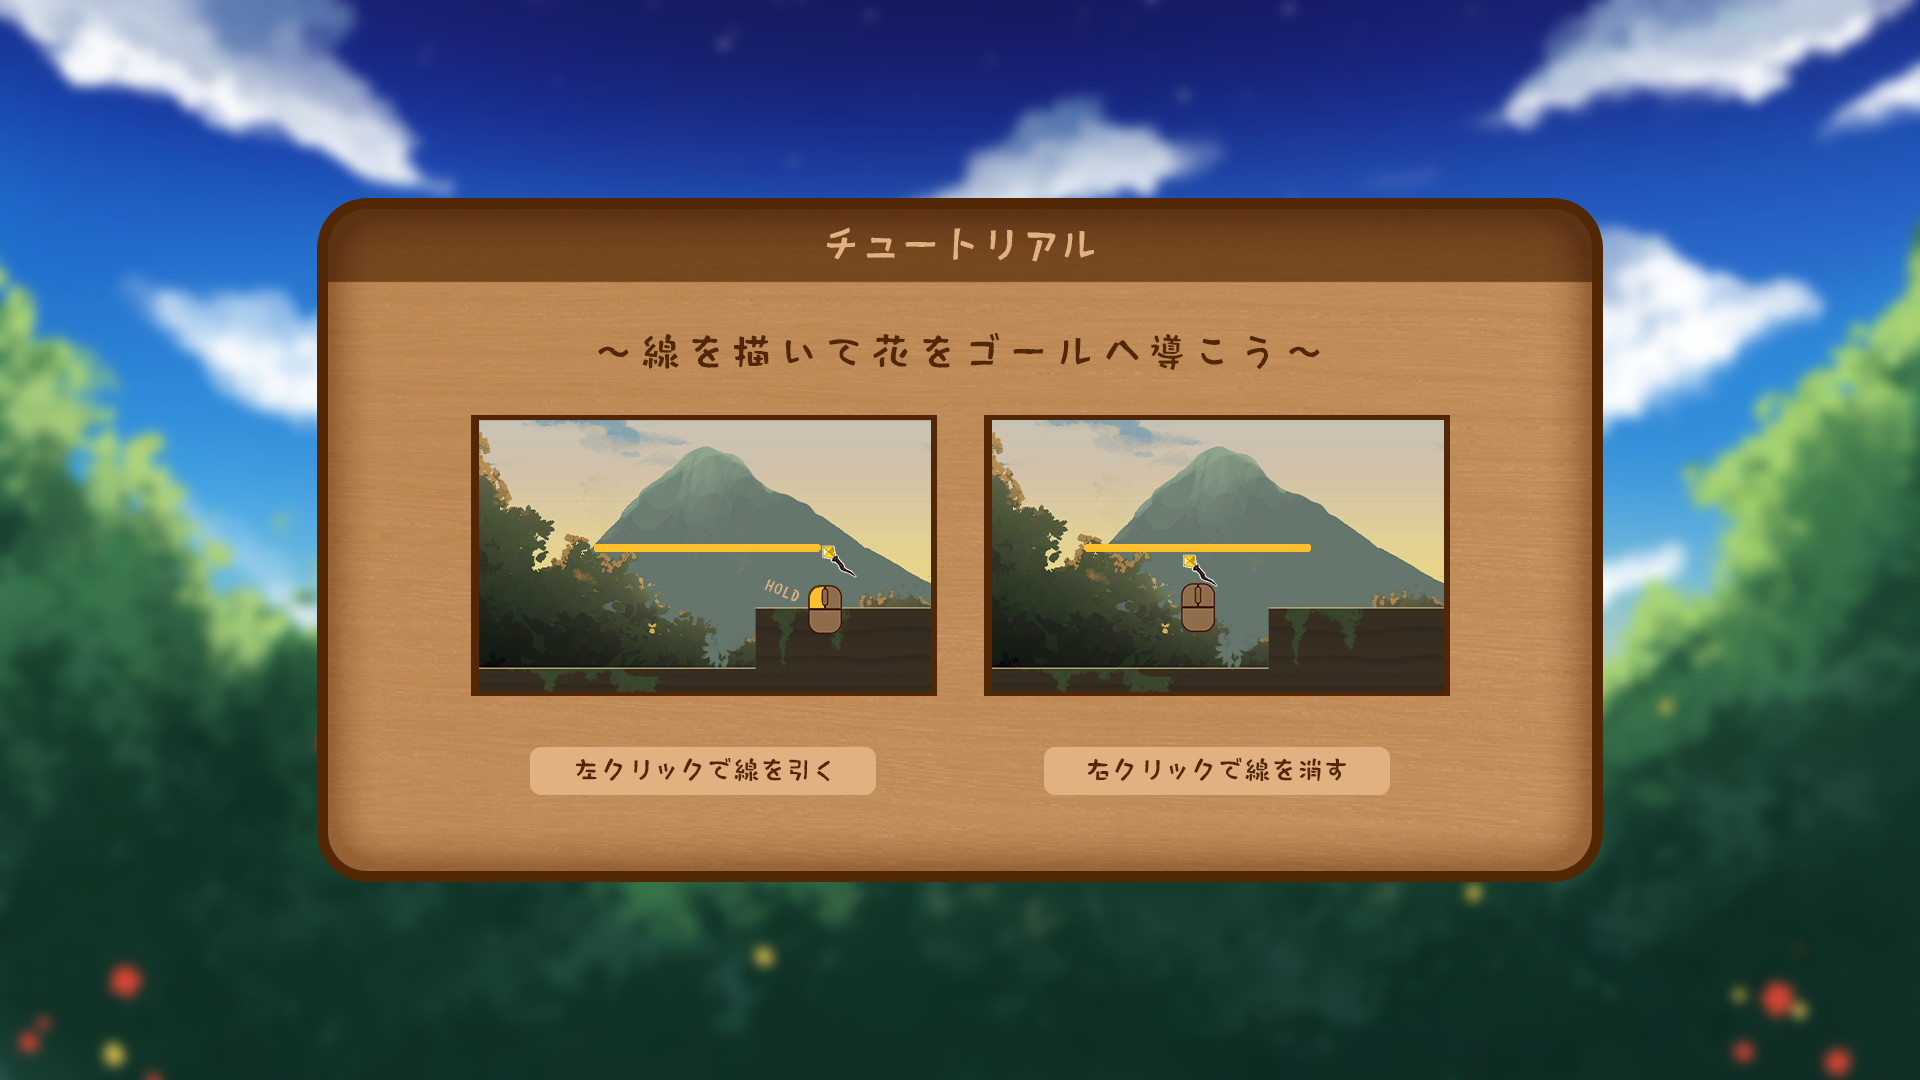 チュートリアル
～線を描いて花をゴールへ導こう～
HOLD
左クリックで線を引く
右クリックで線を消す